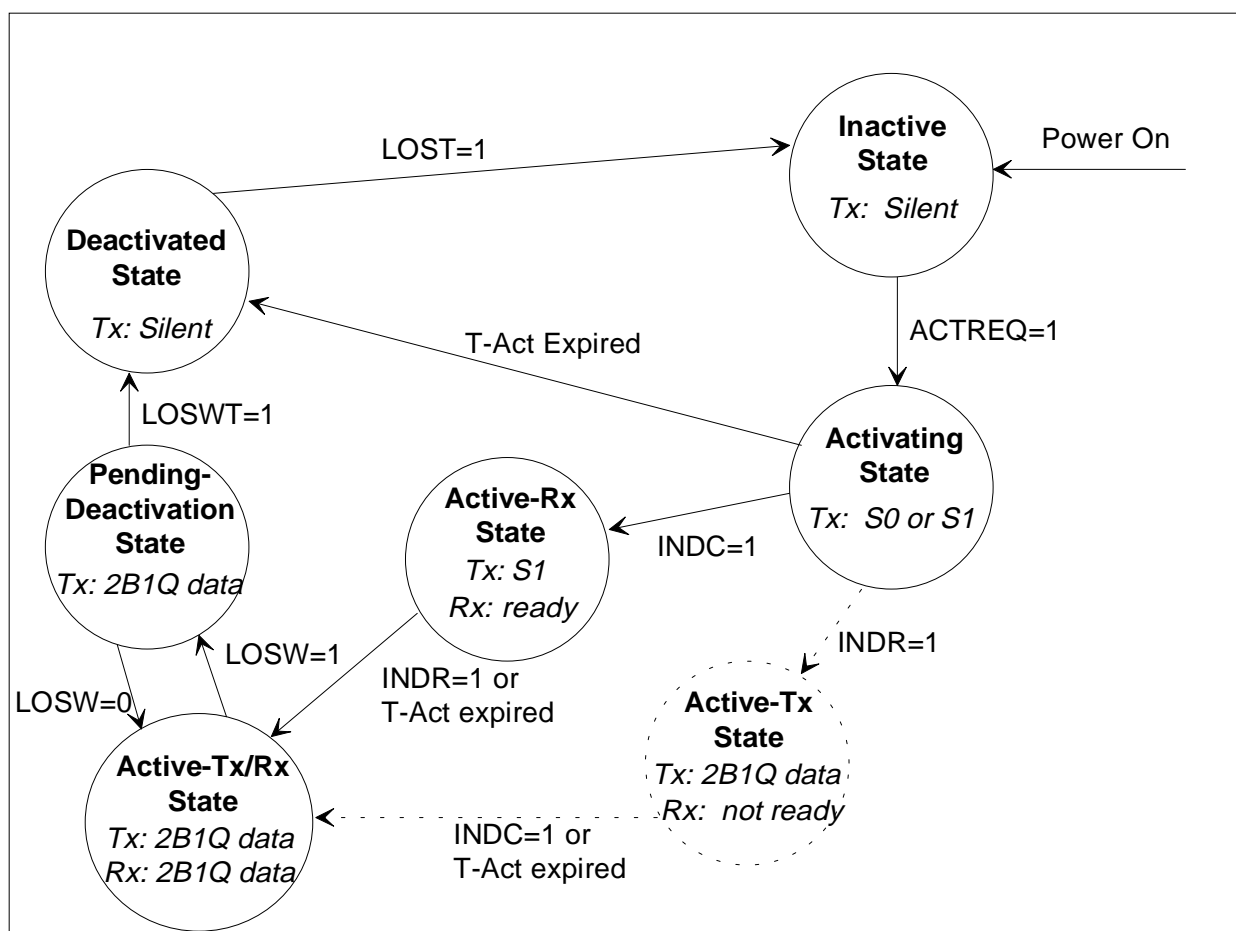 Inactive
State
Tx: Silent
Power On
LOST=1
Deactivated
State
Tx: Silent
T-Act Expired
ACTREQ=1
LOSWT=1
Activating
State
Tx: S0 or S1
Pending-
Deactivation
State
Tx: 2B1Q data
Active-Rx
State
Tx: S1
Rx: ready
INDC=1
INDR=1
LOSW=1
LOSW=0
INDR=1 or
T-Act expired
Active-Tx
State
Tx: 2B1Q data
Rx: not ready
Active-Tx/Rx
State
Tx: 2B1Q data
Rx: 2B1Q data
INDC=1 or
T-Act expired